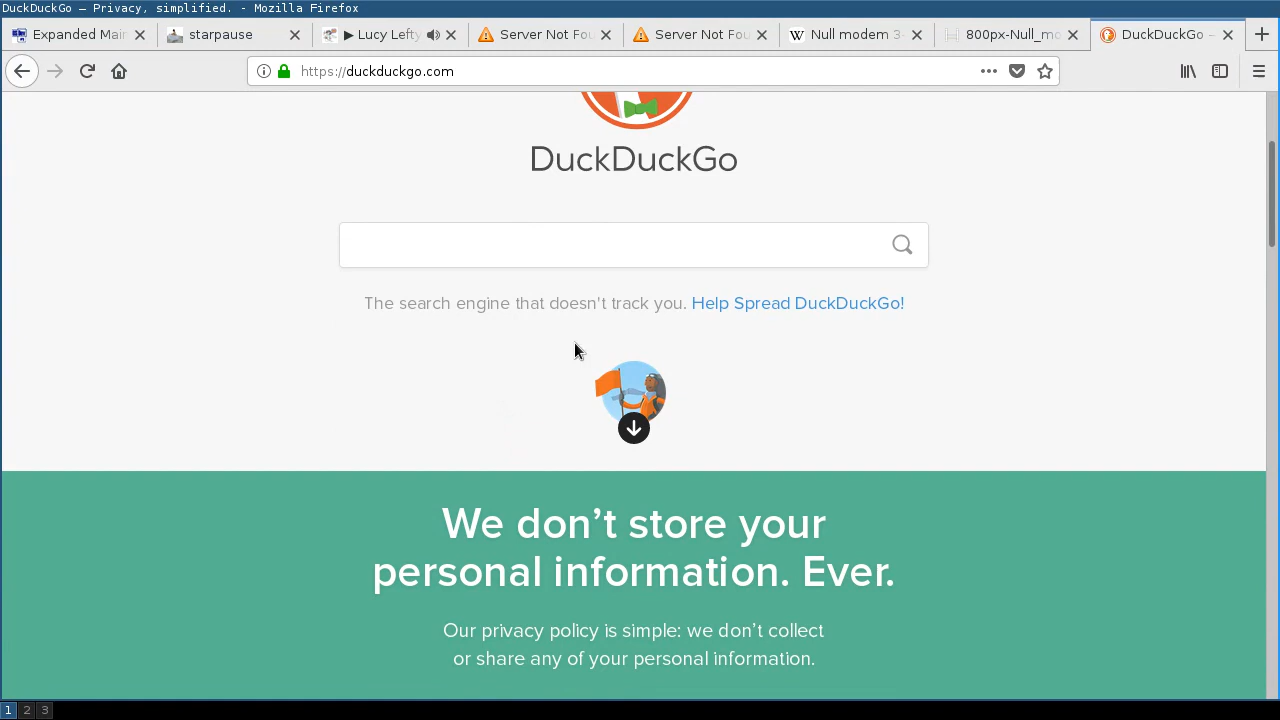 DuckDuckGo — Privacy, simplified. - Mozilla Firefox
Expanded Mair
starpause
▶ Lucy Lefty
Server Not Fou
Server Not Fou
W Null modem 3-
800px-Null_mo
DuckDuckGo –
https://duckduckgo.com
DuckDuckGo
The search engine that doesn't track you. Help Spread DuckDuckGo!
We don’t store your
personal information. Ever.
Our privacy policy is simple: we don’t collect
or share any of your personal information.
1 2 3